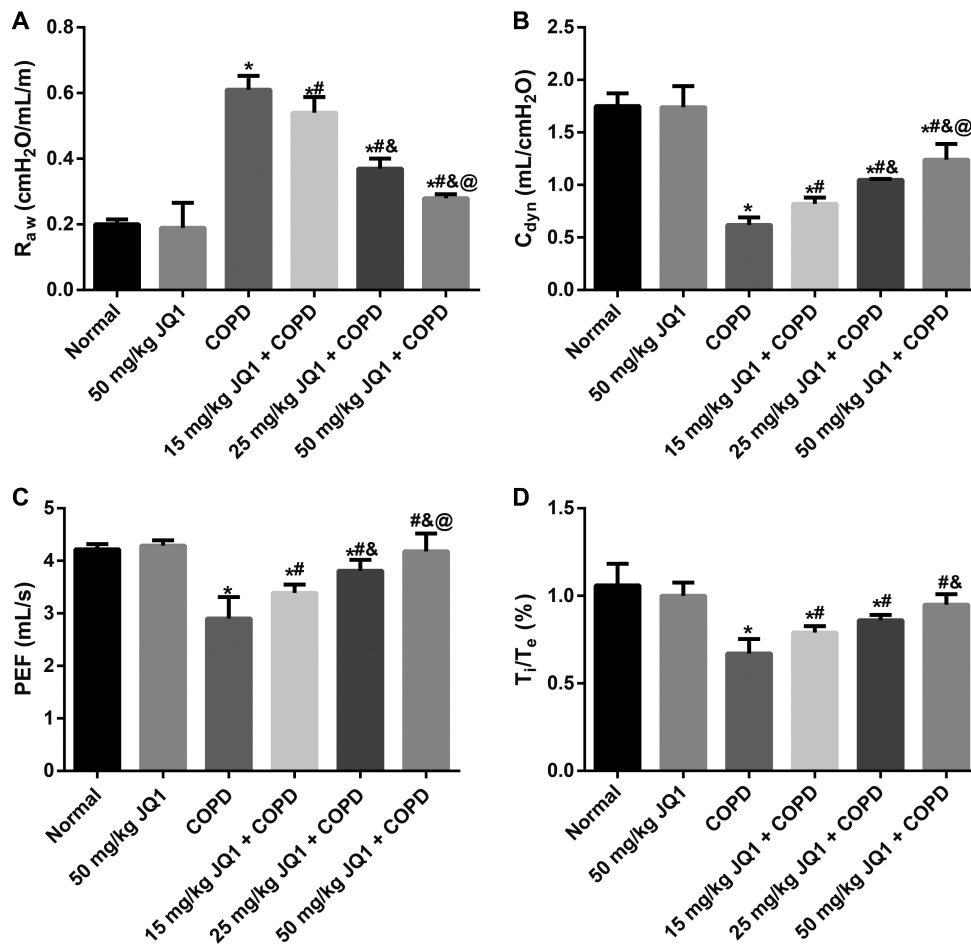 A
R_aw (cmH₂O/mL/m)
0.8
0.6
0.4
0.2
0.0
*
*#
*#&
*#&@
Normal
50 mg/kg JQ1
COPD
15 mg/kg JQ1 + COPD
25 mg/kg JQ1 + COPD
50 mg/kg JQ1 + COPD
B
C_dyn (mL/cmH₂O)
2.5
2.0
1.5
1.0
0.5
0.0
*
*#
*#&
*#&@
Normal
50 mg/kg JQ1
COPD
15 mg/kg JQ1 + COPD
25 mg/kg JQ1 + COPD
50 mg/kg JQ1 + COPD
C
PEF (mL/s)
5
4
3
2
1
0
*
*#
*#&
#&@
Normal
50 mg/kg JQ1
COPD
15 mg/kg JQ1 + COPD
25 mg/kg JQ1 + COPD
50 mg/kg JQ1 + COPD
D
T_i/T_e (%)
1.5
1.0
0.5
0.0
*
*#
*#
#&
Normal
50 mg/kg JQ1
COPD
15 mg/kg JQ1 + COPD
25 mg/kg JQ1 + COPD
50 mg/kg JQ1 + COPD